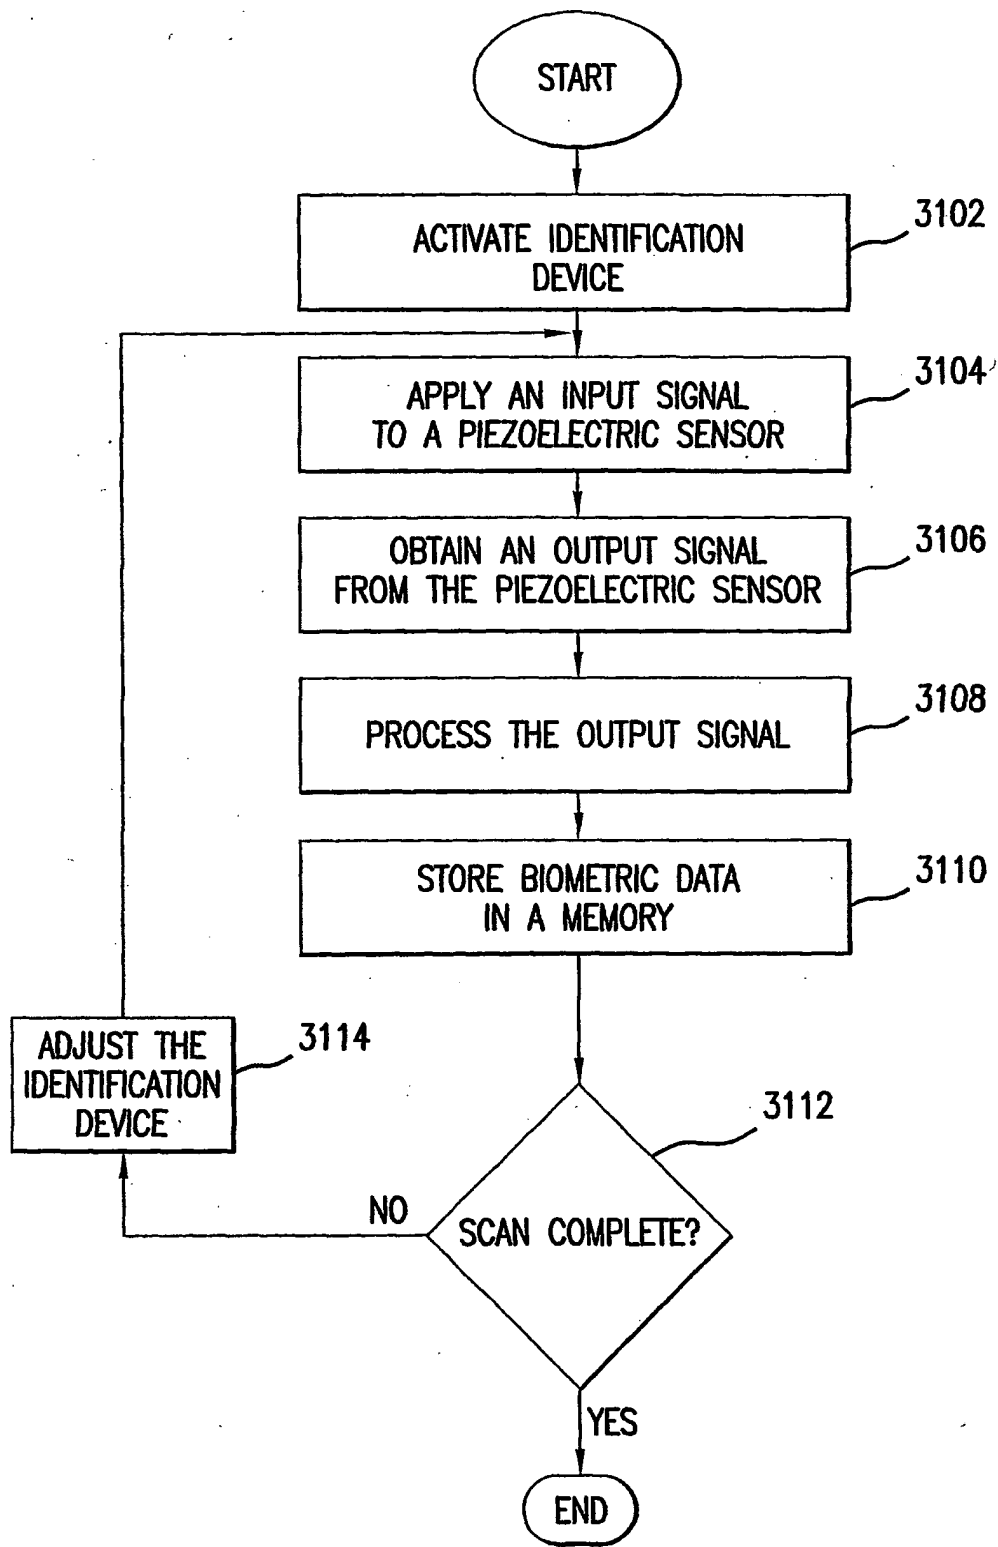 START
ACTIVATE IDENTIFICATION
DEVICE
3102
APPLY AN INPUT SIGNAL
TO A PIEZOELECTRIC SENSOR
3104
OBTAIN AN OUTPUT SIGNAL
FROM THE PIEZOELECTRIC SENSOR
3106
PROCESS THE OUTPUT SIGNAL
3108
STORE BIOMETRIC DATA
IN A MEMORY
3110
ADJUST THE
IDENTIFICATION
DEVICE
3114
3112
SCAN COMPLETE?
NO
YES
END